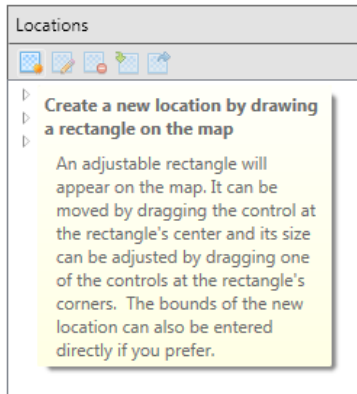 Locations
Create a new location by drawing
a rectangle on the map
An adjustable rectangle will
appear on the map. It can be
moved by dragging the control at
the rectangle's center and its size
can be adjusted by dragging one
of the controls at the rectangle's
corners.  The bounds of the new
location can also be entered
directly if you prefer.